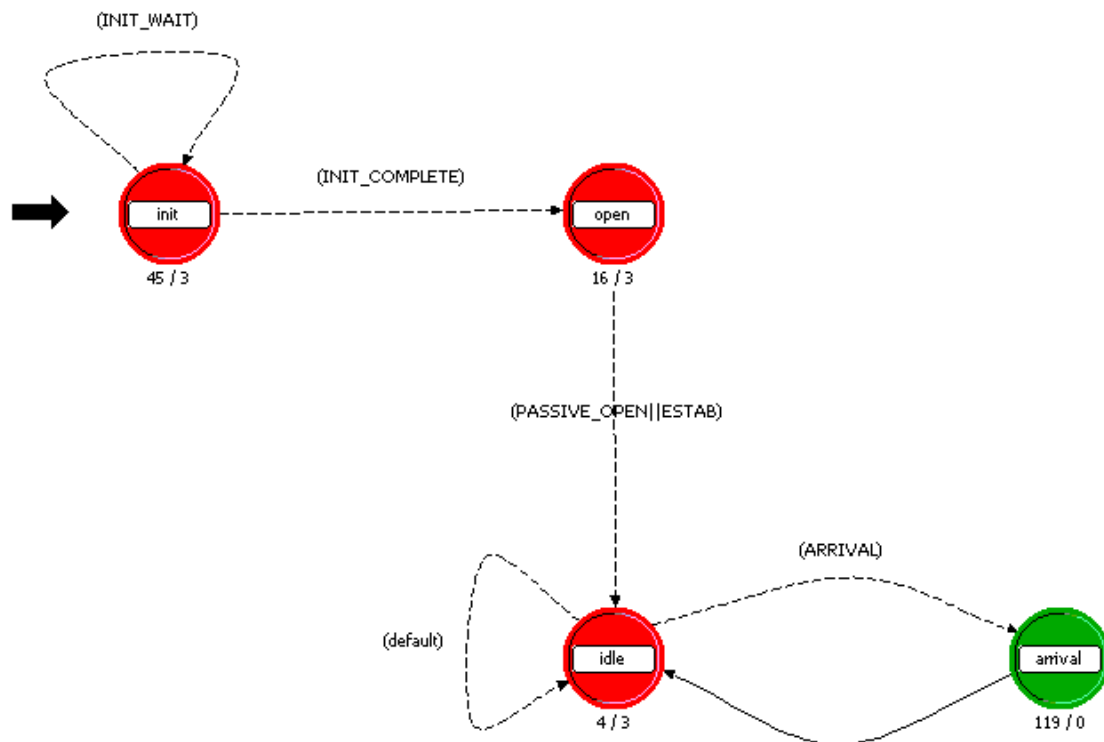 (INIT_WAIT)
(INIT_COMPLETE)
init
open
45 / 3
16 / 3
(PASSIVE_OPEN||ESTAB)
(ARRIVAL)
(default)
idle
arrival
4 / 3
119 / 0